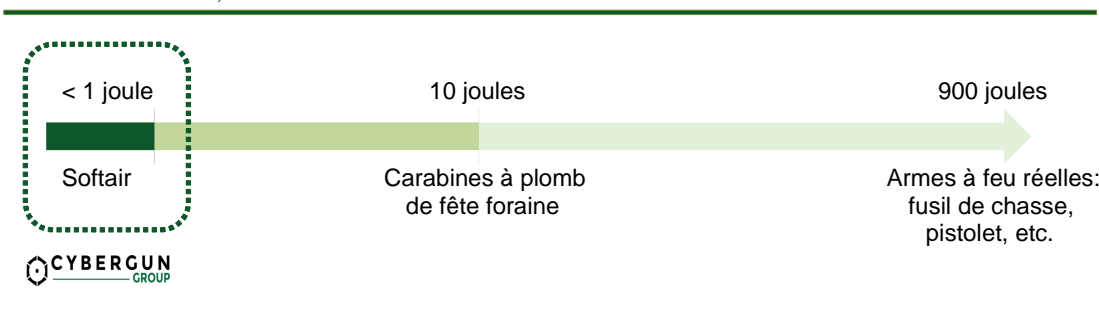 < 1 joule
10 joules
900 joules
Softair
Carabines à plomb
de fête foraine
Armes à feu réelles:
fusil de chasse,
pistolet, etc.
CYBERGUN
GROUP